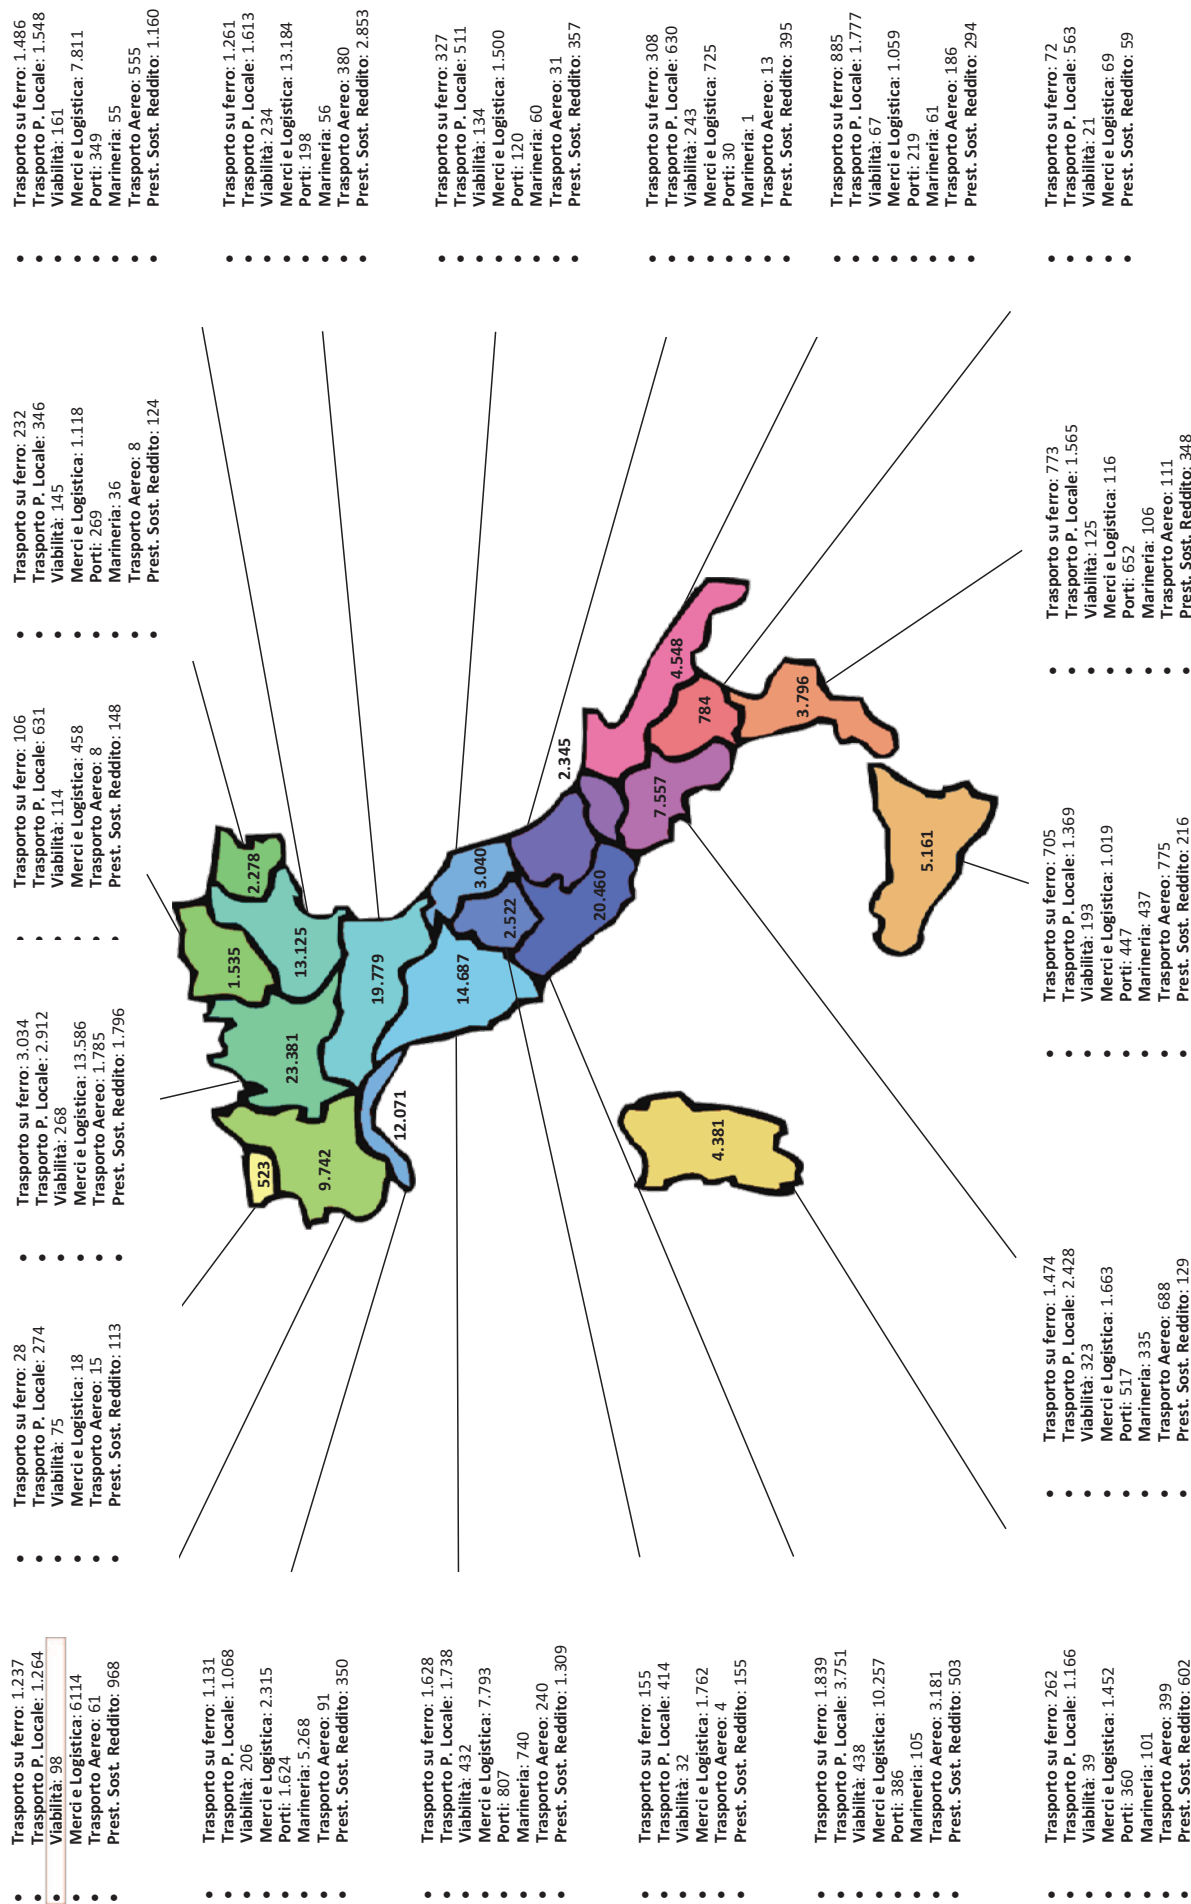 Trasporto su ferro: 1.237
Trasporto P. Locale: 1.264
Viabilità: 98
Merci e Logistica: 6114
Trasporto Aereo: 61
Prest. Sost. Reddito: 968
Trasporto su ferro: 28
Trasporto P. Locale: 274
Viabilità: 75
Merci e Logistica: 18
Trasporto Aereo: 15
Prest. Sost. Reddito: 113
Trasporto su ferro: 3.034
Trasporto P. Locale: 2.912
Viabilità: 268
Merci e Logistica: 13.586
Trasporto Aereo: 1.785
Prest. Sost. Reddito: 1.796
Trasporto su ferro: 106
Trasporto P. Locale: 631
Viabilità: 114
Merci e Logistica: 458
Trasporto Aereo: 8
Prest. Sost. Reddito: 148
Trasporto su ferro: 232
Trasporto P. Locale: 346
Viabilità: 145
Merci e Logistica: 1.118
Porti: 269
Marineria: 36
Trasporto Aereo: 8
Prest. Sost. Reddito: 124
Trasporto su ferro: 1.486
Trasporto P. Locale: 1.548
Viabilità: 161
Merci e Logistica: 7.811
Porti: 349
Marineria: 55
Trasporto Aereo: 555
Prest. Sost. Reddito: 1.160
Trasporto su ferro: 1.131
Trasporto P. Locale: 1.068
Viabilità: 206
Merci e Logistica: 2.315
Porti: 1.624
Marineria: 5.268
Trasporto Aereo: 91
Prest. Sost. Reddito: 350
Trasporto su ferro: 1.261
Trasporto P. Locale: 1.613
Viabilità: 234
Merci e Logistica: 13.184
Porti: 198
Marineria: 56
Trasporto Aereo: 380
Prest. Sost. Reddito: 2.853
Trasporto su ferro: 1.628
Trasporto P. Locale: 1.738
Viabilità: 432
Merci e Logistica: 7.793
Porti: 807
Marineria: 740
Trasporto Aereo: 240
Prest. Sost. Reddito: 1.309
Trasporto su ferro: 327
Trasporto P. Locale: 511
Viabilità: 134
Merci e Logistica: 1.500
Porti: 120
Marineria: 60
Trasporto Aereo: 31
Prest. Sost. Reddito: 357
Trasporto su ferro: 155
Trasporto P. Locale: 414
Viabilità: 32
Merci e Logistica: 1.762
Trasporto Aereo: 4
Prest. Sost. Reddito: 155
Trasporto su ferro: 308
Trasporto P. Locale: 630
Viabilità: 243
Merci e Logistica: 725
Porti: 30
Marineria: 1
Trasporto Aereo: 13
Prest. Sost. Reddito: 395
Trasporto su ferro: 1.839
Trasporto P. Locale: 3.751
Viabilità: 438
Merci e Logistica: 10.257
Porti: 386
Marineria: 105
Trasporto Aereo: 3.181
Prest. Sost. Reddito: 503
Trasporto su ferro: 885
Trasporto P. Locale: 1.777
Viabilità: 67
Merci e Logistica: 1.059
Porti: 219
Marineria: 61
Trasporto Aereo: 186
Prest. Sost. Reddito: 294
Trasporto su ferro: 262
Trasporto P. Locale: 1.166
Viabilità: 39
Merci e Logistica: 1.452
Porti: 360
Marineria: 101
Trasporto Aereo: 399
Prest. Sost. Reddito: 602
Trasporto su ferro: 1.474
Trasporto P. Locale: 2.428
Viabilità: 323
Merci e Logistica: 1.663
Porti: 517
Marineria: 335
Trasporto Aereo: 688
Prest. Sost. Reddito: 129
Trasporto su ferro: 705
Trasporto P. Locale: 1.369
Viabilità: 193
Merci e Logistica: 1.019
Porti: 447
Marineria: 437
Trasporto Aereo: 775
Prest. Sost. Reddito: 216
Trasporto su ferro: 773
Trasporto P. Locale: 1.565
Viabilità: 125
Merci e Logistica: 116
Porti: 652
Marineria: 106
Trasporto Aereo: 111
Prest. Sost. Reddito: 348
Trasporto su ferro: 72
Trasporto P. Locale: 563
Viabilità: 21
Merci e Logistica: 69
Prest. Sost. Reddito: 59
523
9.742
23.381
1.535
2.278
13.125
12.071
19.779
14.687
3.040
2.522
20.460
2.345
4.548
7.557
784
4.381
3.796
5.161